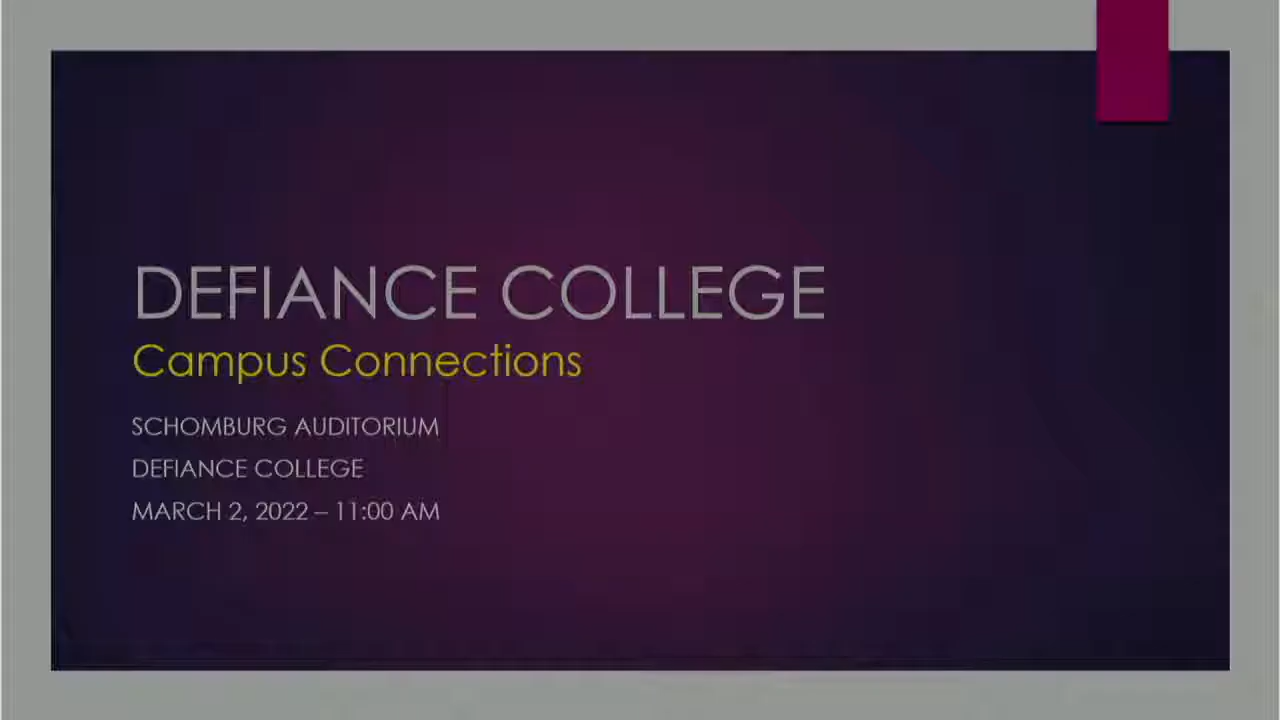 DEFIANCE COLLEGE
Campus Connections
SCHOMBURG AUDITORIUM
DEFIANCE COLLEGE
MARCH 2, 2022 – 11:00 AM